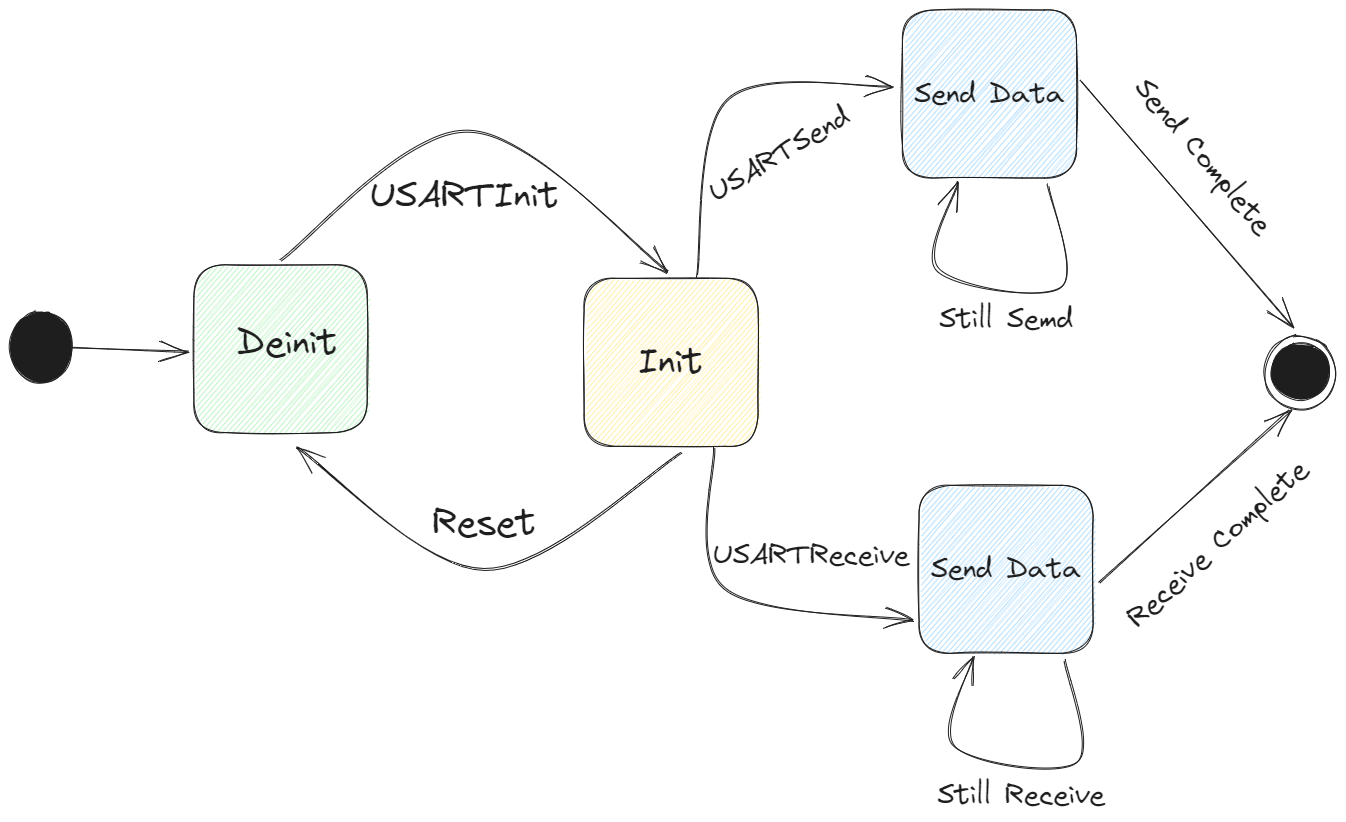 Send Data
Send Complete
USARTSend
USARTInit
Still Semd
Deinit
Init
Reset
USARTReceive
Send Data
Receive Complete
Still Receive